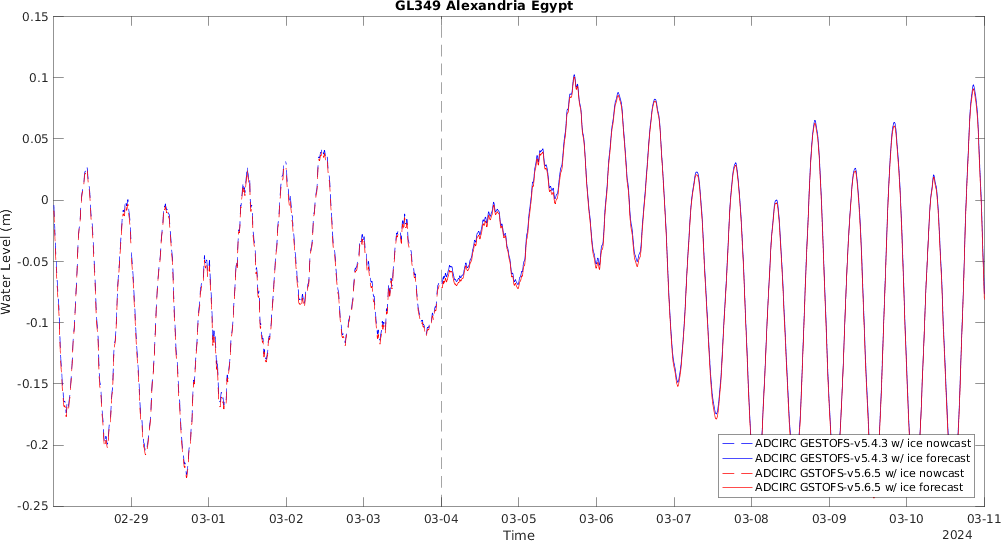 GL349 Alexandria Egypt
0.15
0.1
0.05
0
-0.05
-0.1
-0.15
-0.2
-0.25
Water Level (m)
ADCIRC GESTOFS-v5.4.3 w/ ice nowcast
ADCIRC GESTOFS-v5.4.3 w/ ice forecast
ADCIRC GSTOFS-v5.6.5 w/ ice nowcast
ADCIRC GSTOFS-v5.6.5 w/ ice forecast
02-29 03-01 03-02 03-03 03-04 03-05 03-06 03-07 03-08 03-09 03-10 03-11
Time
2024